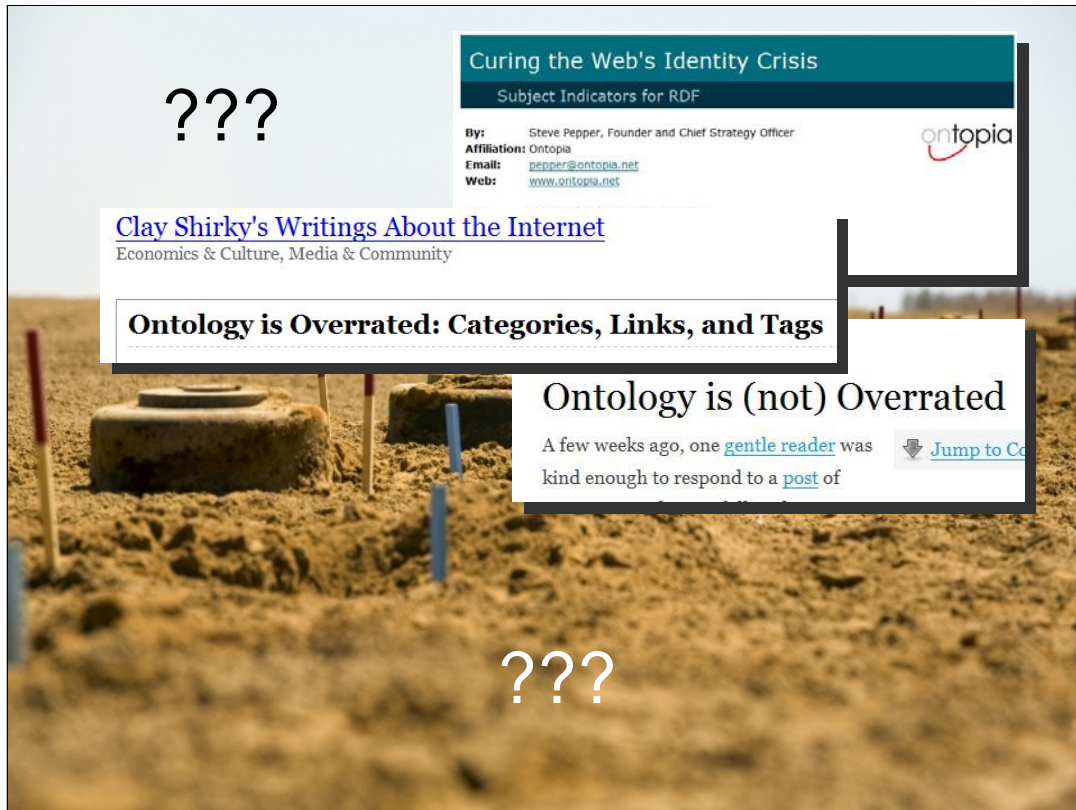 ???
Curing the Web's Identity Crisis
Subject Indicators for RDF
By: Steve Pepper, Founder and Chief Strategy Officer
Affiliation: Ontopia
Email: pepper@ontopia.net
Web: www.ontopia.net
ontopia
Clay Shirky's Writings About the Internet
Economics & Culture, Media & Community
Ontology is Overrated: Categories, Links, and Tags
Ontology is (not) Overrated
A few weeks ago, one gentle reader was
Jump to Co
kind enough to respond to a post of
???